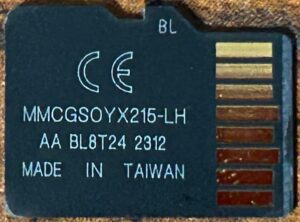 BL
CE
MMCGSOYX215-LH
AA BL8T24 2312
MADE IN TAIWAN